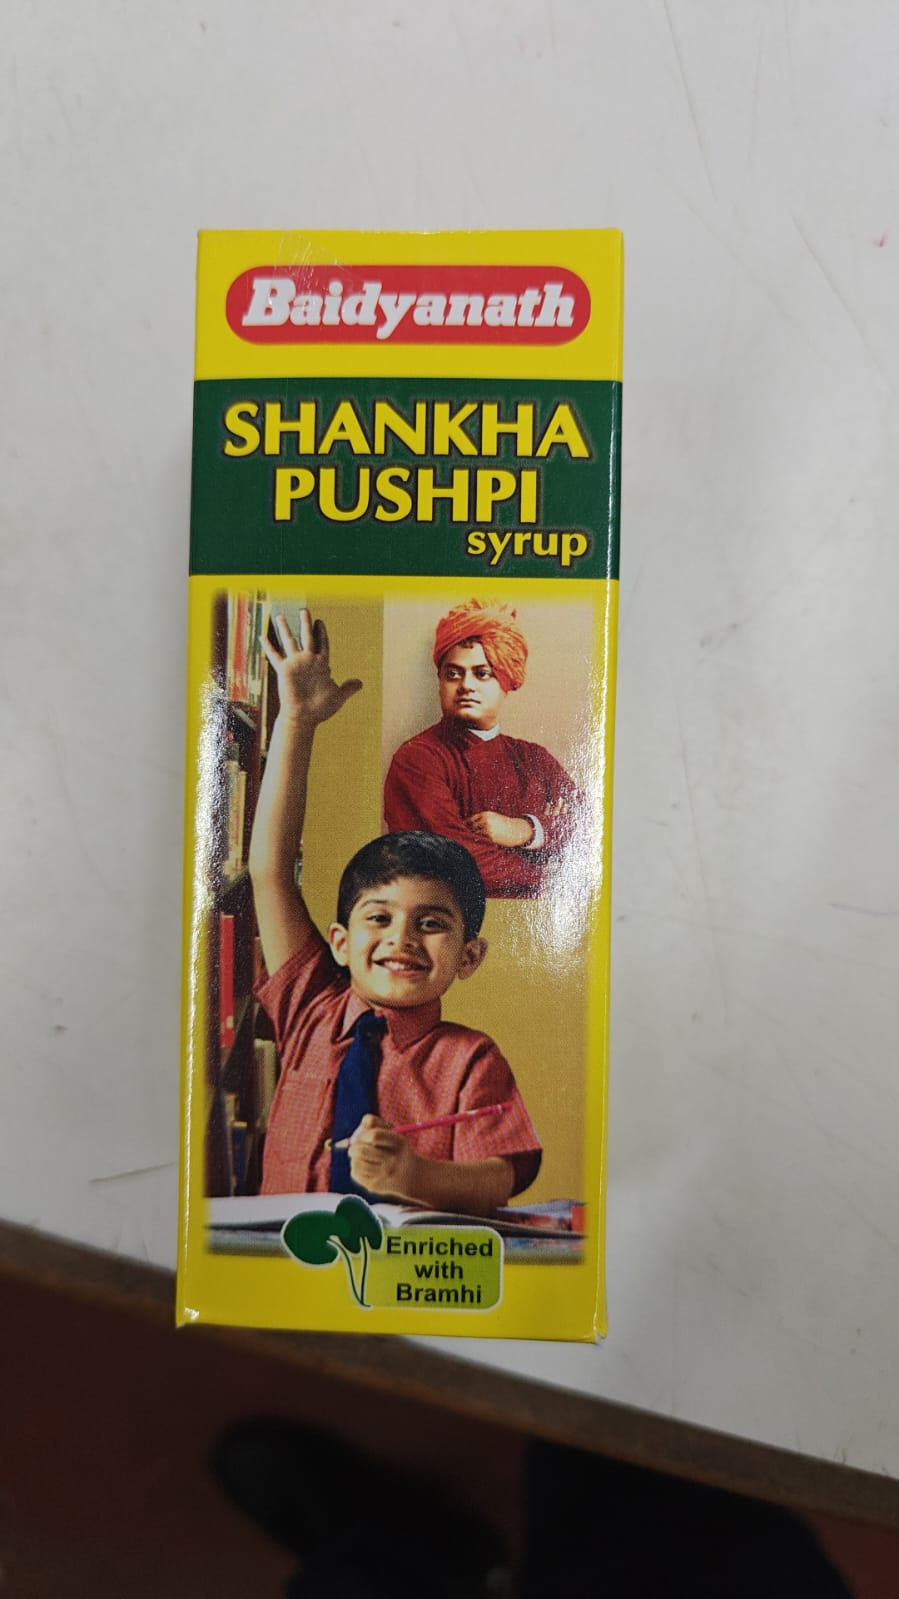 Baidyanath
SHANKHA
PUSHPI
syrup
Enriched
with
Bramhi